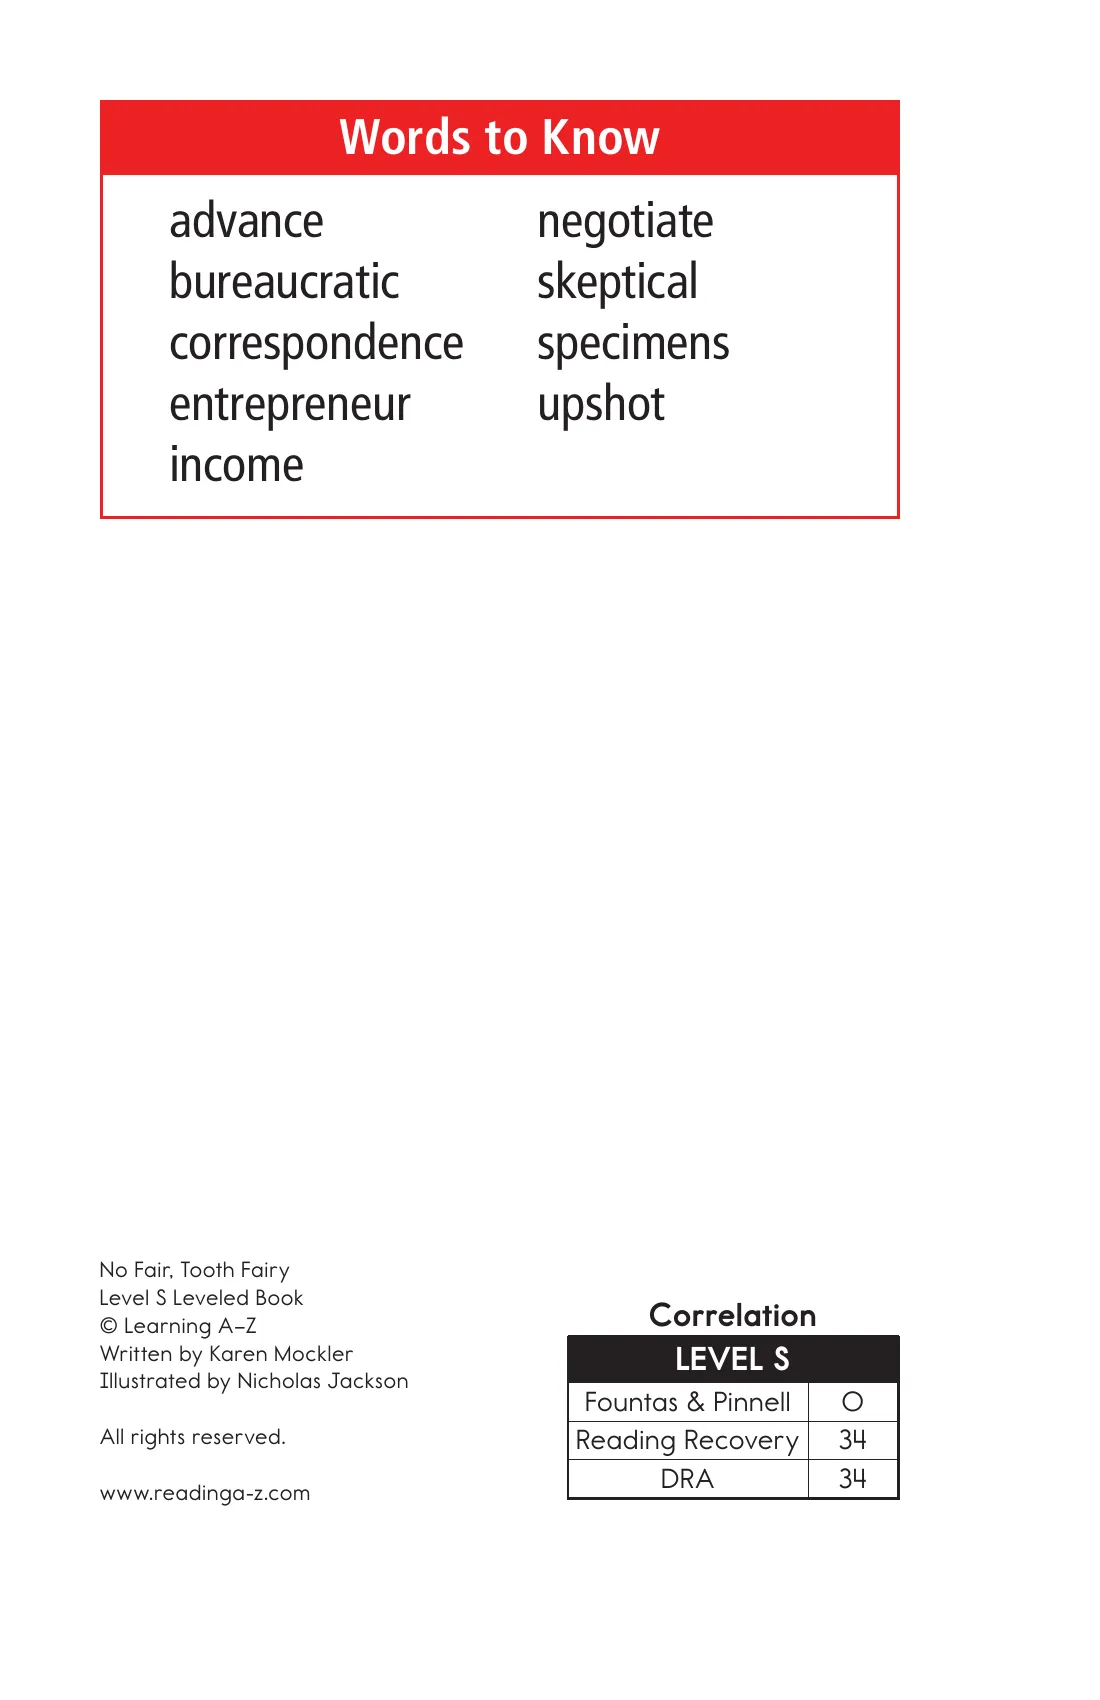 Words to Know
advance
bureaucratic
correspondence
entrepreneur
income
negotiate
skeptical
specimens
upshot
No Fair, Tooth Fairy
Level S Leveled Book
© Learning A–Z
Written by Karen Mockler
Illustrated by Nicholas Jackson
All rights reserved.
www.readinga-z.com
Correlation
LEVEL S
Fountas & Pinnell O
Reading Recovery 34
DRA 34